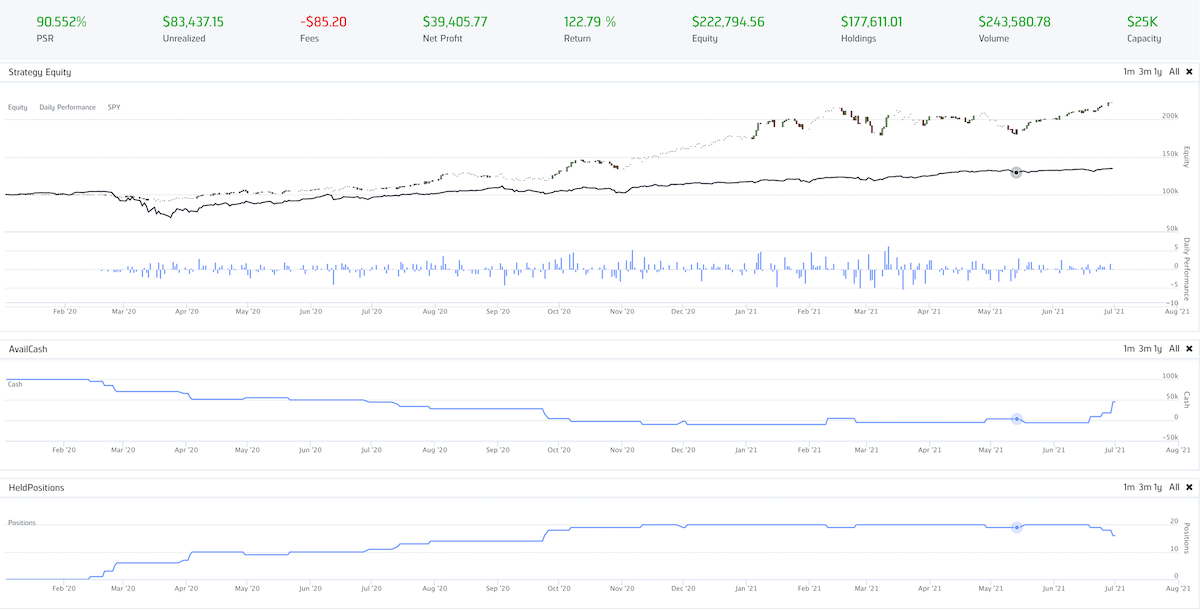 90.552% $83,437.15 -$85.20 $39,405.77 122.79 % $222,794.56 $177,611.01 $243,580.78 $25K
PSR Unrealized Fees Net Profit Return Equity Holdings Volume Capacity
Strategy Equity 1m 3m 1y All ✖
Equity Daily Performance SPY
200k
150k
100k
50k
Equity
5
0
-5
-10
Daily Performance
Feb '20 Mar '20 Apr '20 May '20 Jun '20 Jul '20 Aug '20 Sep '20 Oct '20 Nov '20 Dec '20 Jan '21 Feb '21 Mar '21 Apr '21 May '21 Jun '21 Jul '21 Aug '21
AvailCash 1m 3m 1y All ✖
Cash
100k
50k
0
-50k
Cash
Feb '20 Mar '20 Apr '20 May '20 Jun '20 Jul '20 Aug '20 Sep '20 Oct '20 Nov '20 Dec '20 Jan '21 Feb '21 Mar '21 Apr '21 May '21 Jun '21 Jul '21 Aug '21
HeldPositions 1m 3m 1y All ✖
Positions
20
10
0
Positions
Feb '20 Mar '20 Apr '20 May '20 Jun '20 Jul '20 Aug '20 Sep '20 Oct '20 Nov '20 Dec '20 Jan '21 Feb '21 Mar '21 Apr '21 May '21 Jun '21 Jul '21 Aug '21